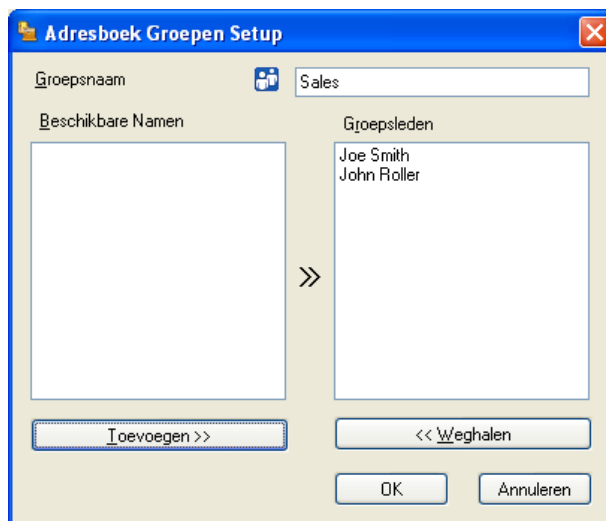 Adresboek Groepen Setup
Groepsnaam
Sales
Beschikbare Namen
Groepsleden
Joe Smith
John Roller
Toevoegen >>
<< Weghalen
OK
Annuleren